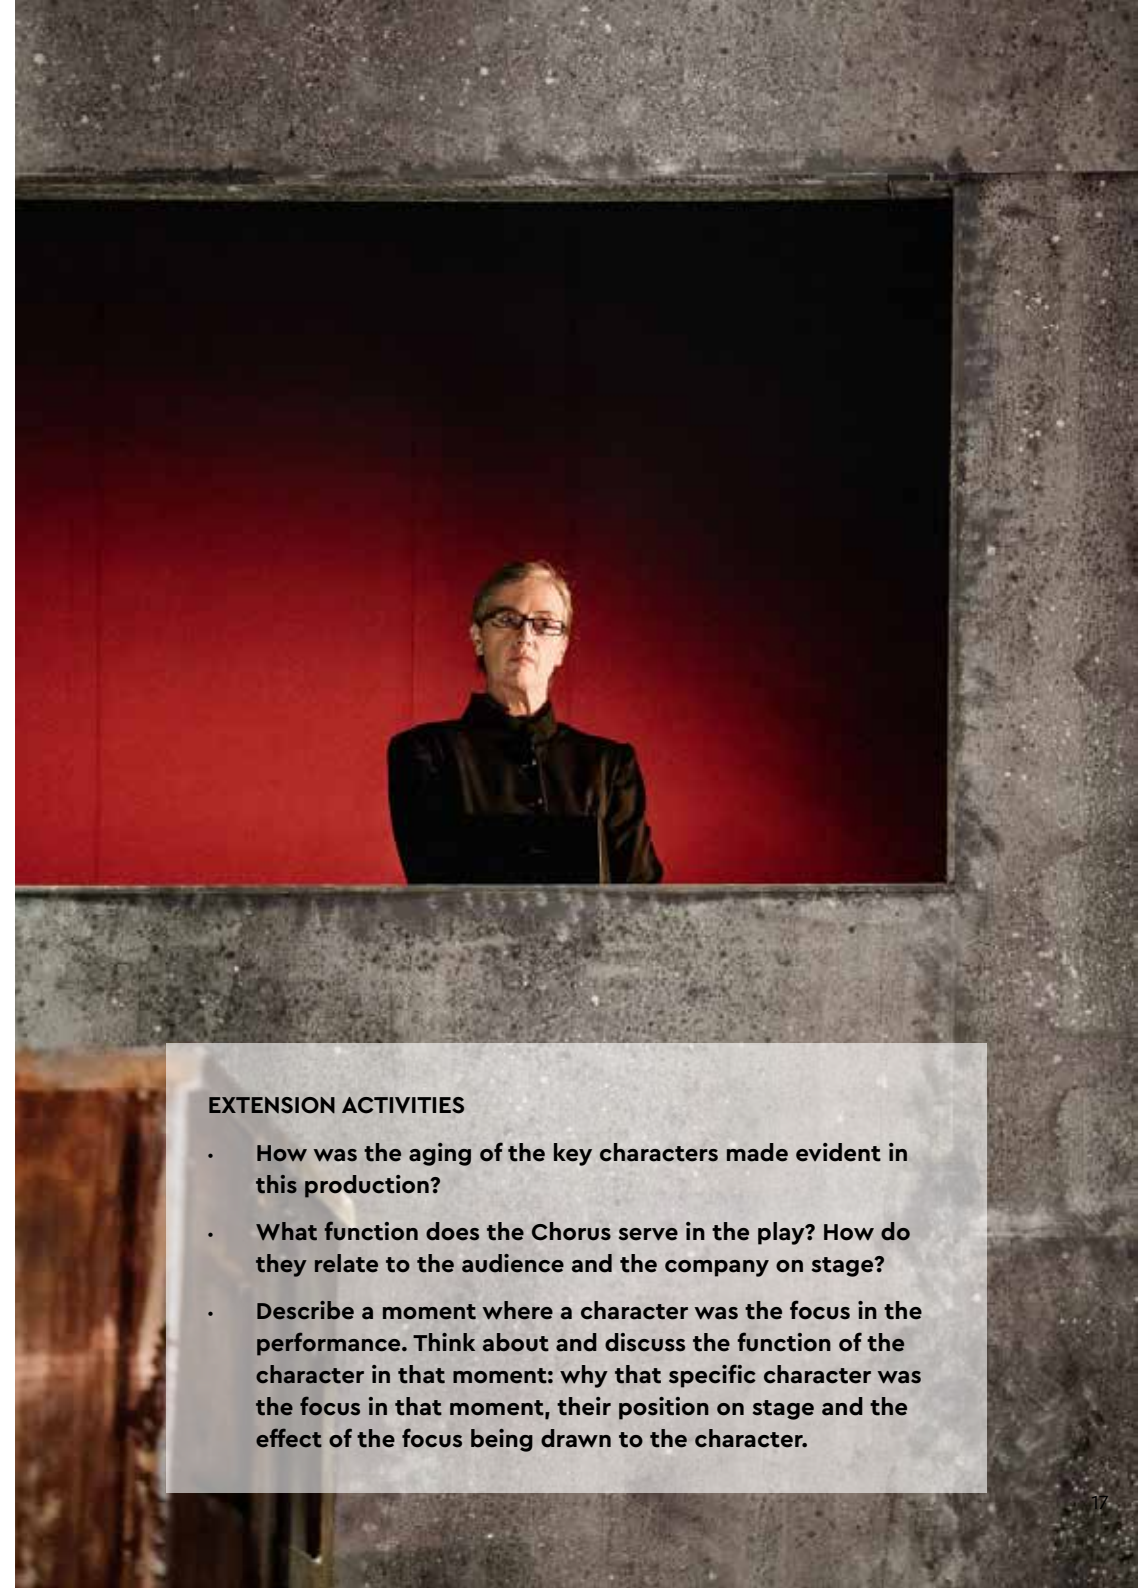 EXTENSION ACTIVITIES
• How was the aging of the key characters made evident in
this production?
• What function does the Chorus serve in the play? How do
they relate to the audience and the company on stage?
• Describe a moment where a character was the focus in the
performance. Think about and discuss the function of the
character in that moment: why that specific character was
the focus in that moment, their position on stage and the
effect of the focus being drawn to the character.
17